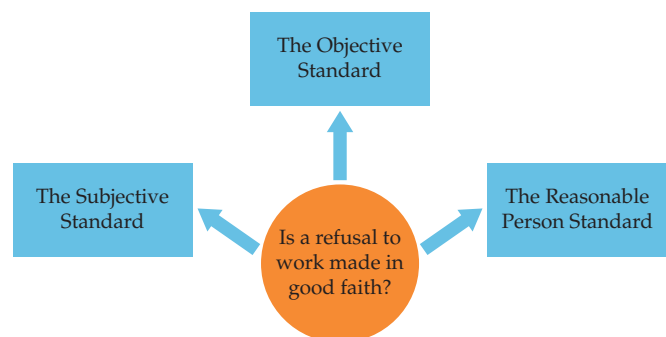 The Objective
Standard
The Subjective
Standard
The Reasonable
Person Standard
Is a refusal to
work made in
good faith?